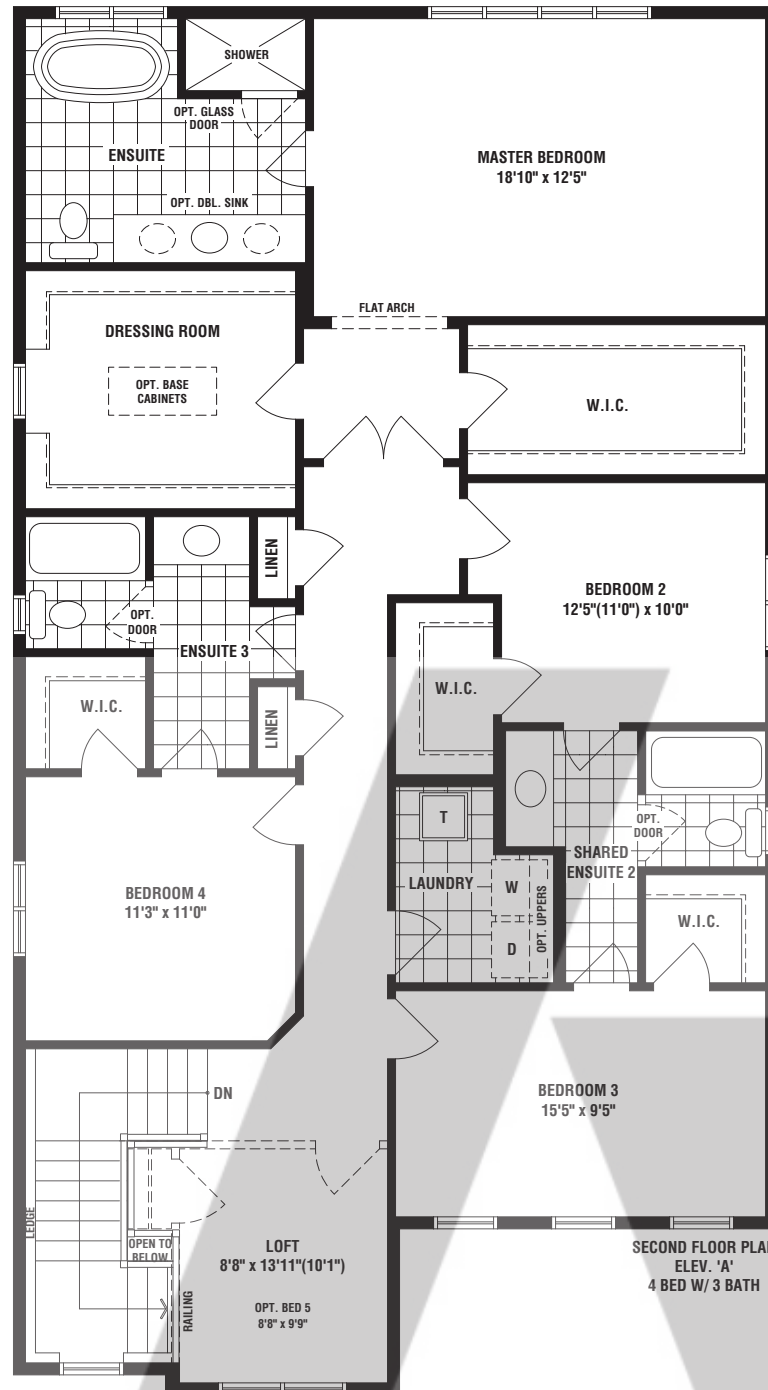 SHOWER
OPT. GLASS
DOOR
ENSUITE
MASTER BEDROOM
18'10" x 12'5"
OPT. DBL. SINK
FLAT ARCH
DRESSING ROOM
OPT. BASE
CABINETS
W.I.C.
LINEN
BEDROOM 2
12'5"(11'0") x 10'0"
OPT.
DOOR
ENSUITE 3
W.I.C.
W.I.C.
LINEN
T
OPT.
DOOR
SHARED
ENSUITE 2
LAUNDRY
W
D
OPT. UPPERS
BEDROOM 4
11'3" x 11'0"
W.I.C.
DN
BEDROOM 3
15'5" x 9'5"
LEDGE
OPEN TO
BELOW
RAILING
LOFT
8'8" x 13'11"(10'1")
OPT. BED 5
8'8" x 9'9"
SECOND FLOOR PLA
ELEV. 'A'
4 BED W/ 3 BATH